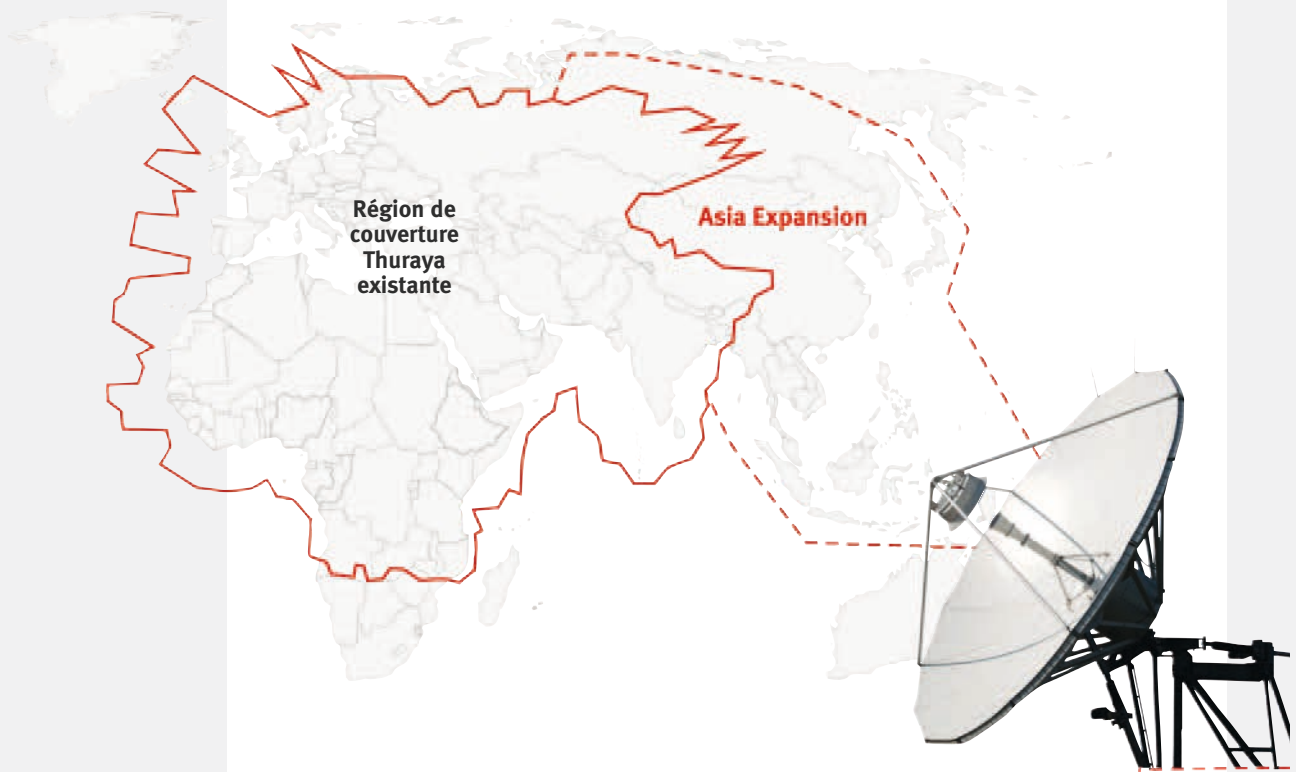 Région de
couverture
Thuraya
existante
Asia Expansion